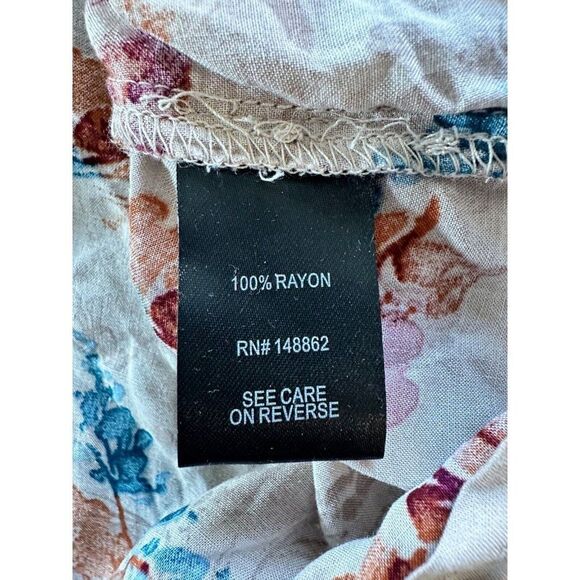 100% RAYON
RN# 148862
SEE CARE
ON REVERSE